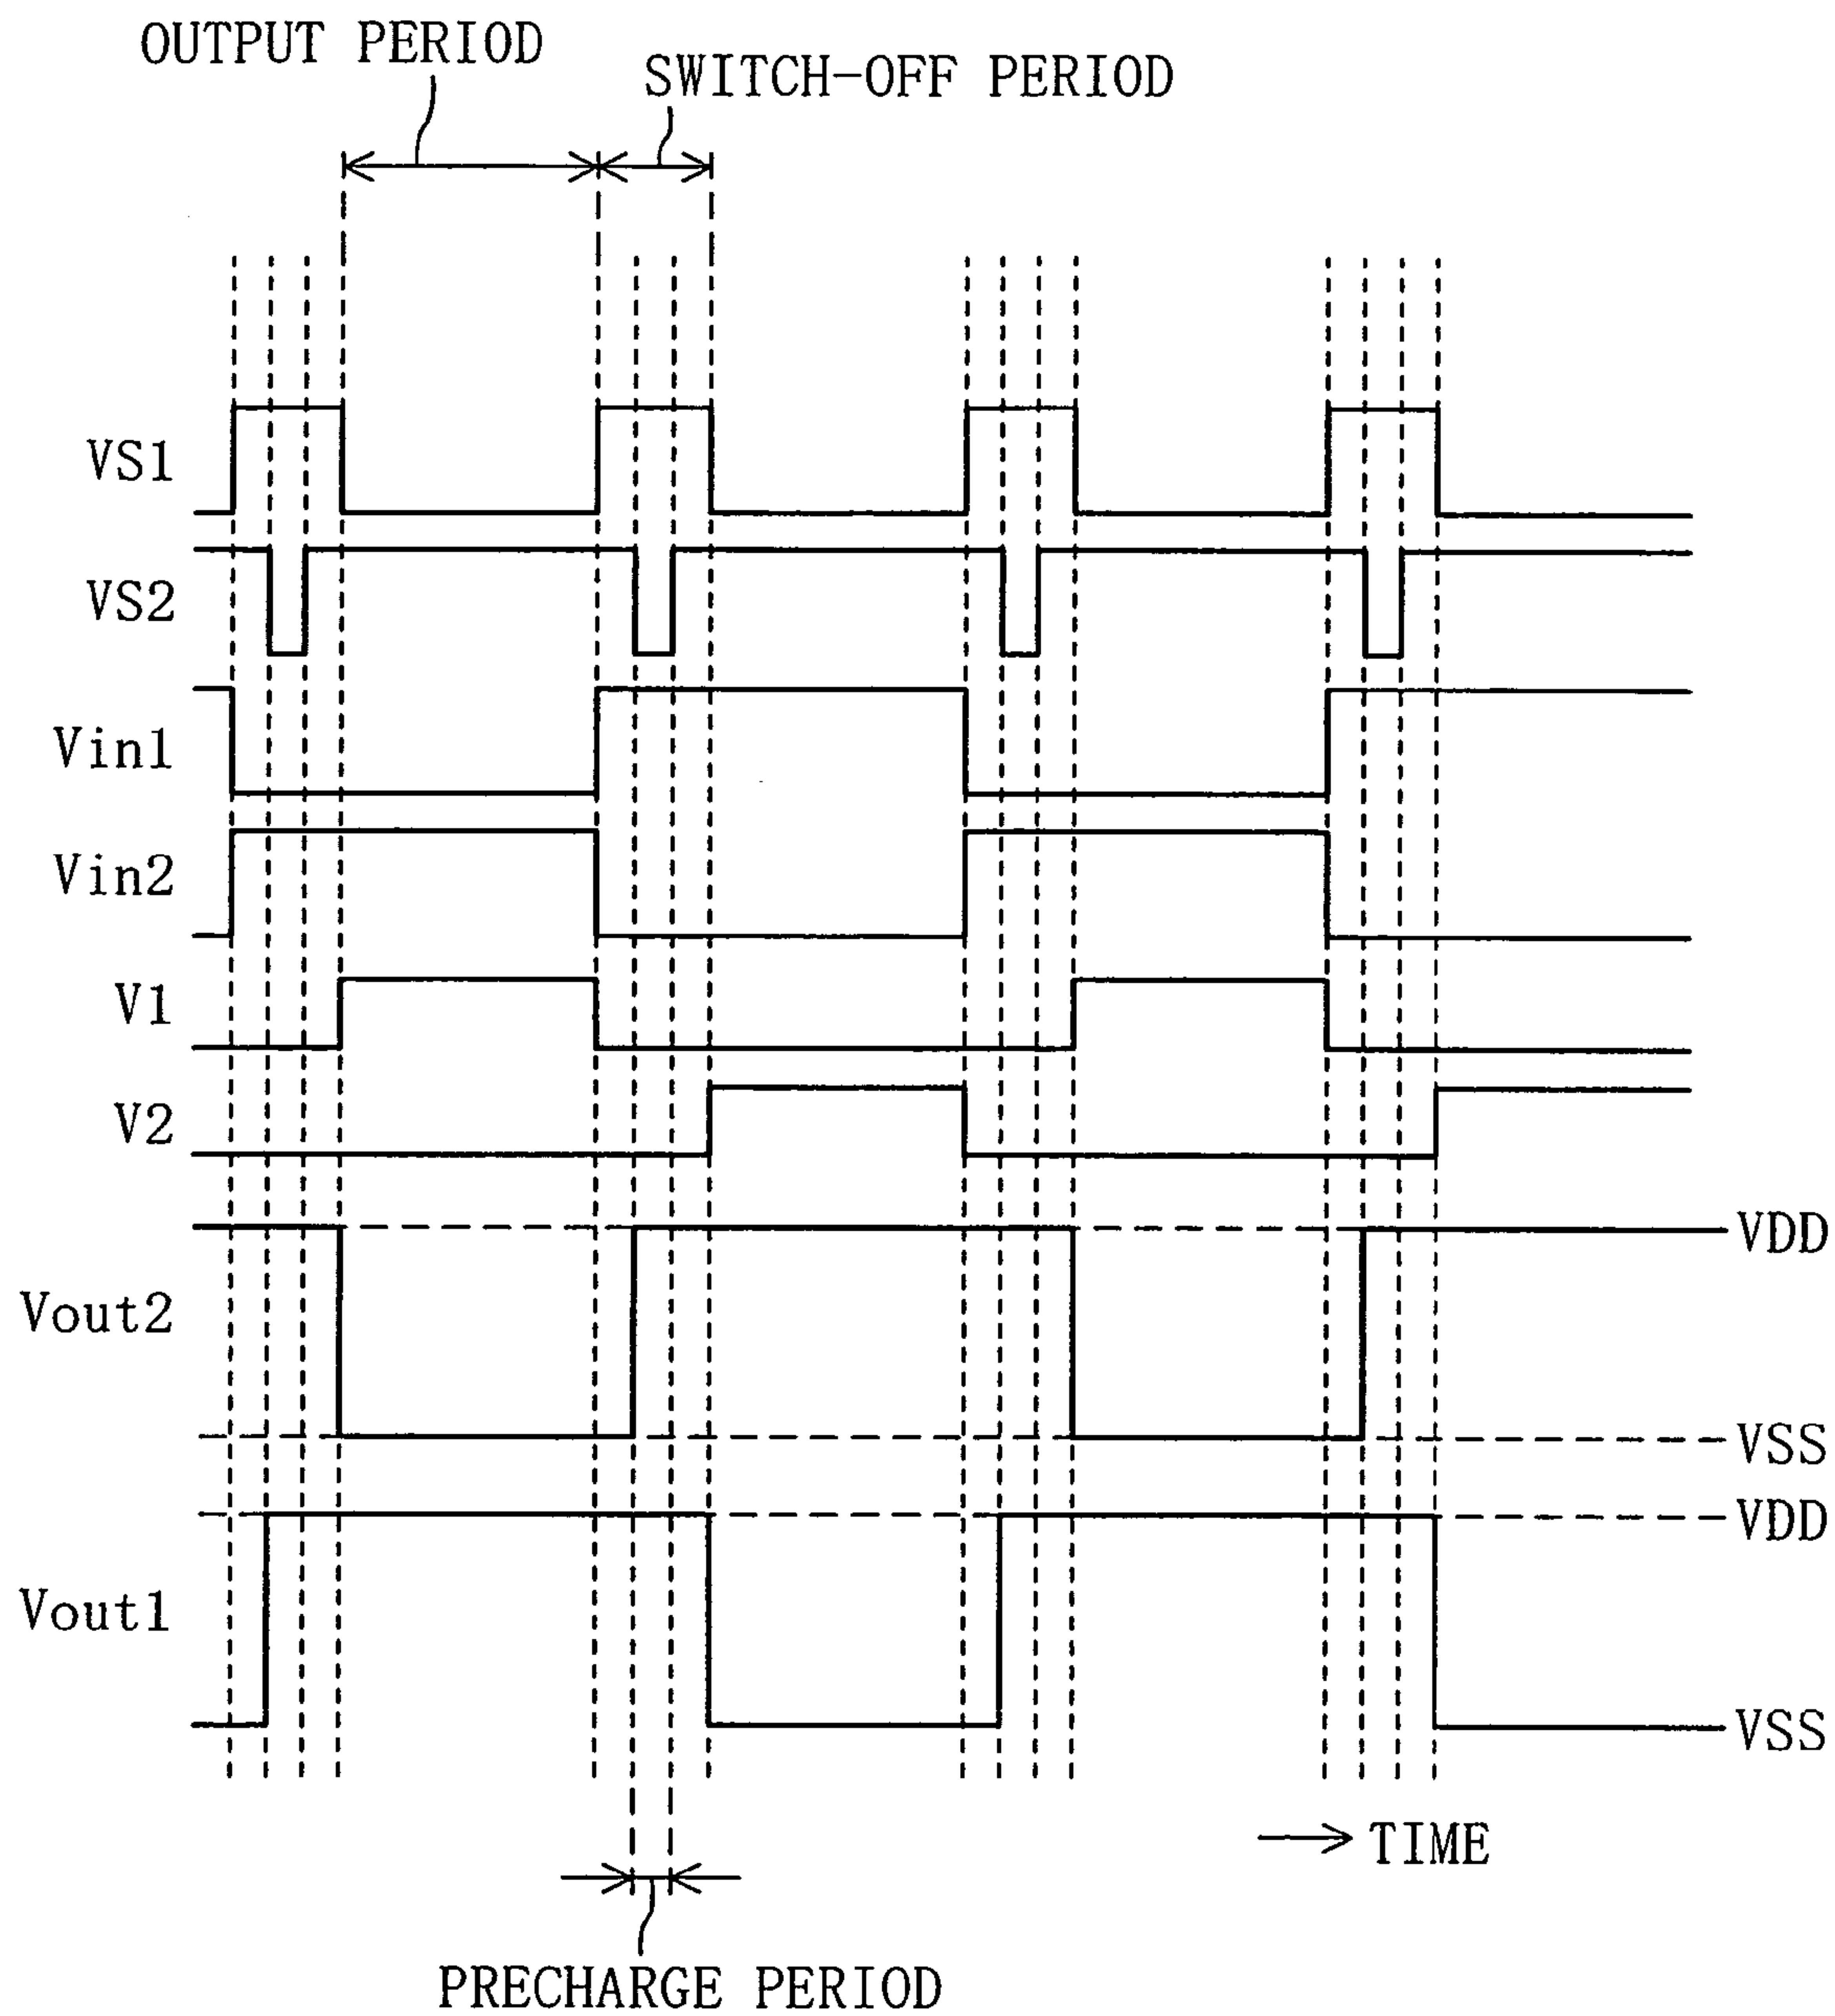 OUTPUT PERIOD
SWITCH-OFF PERIOD
VS1
VS2
Vin1
Vin2
V1
V2
VDD
Vout2
VSS
VDD
Vout1
VSS
TIME
PRECHARGE PERIOD